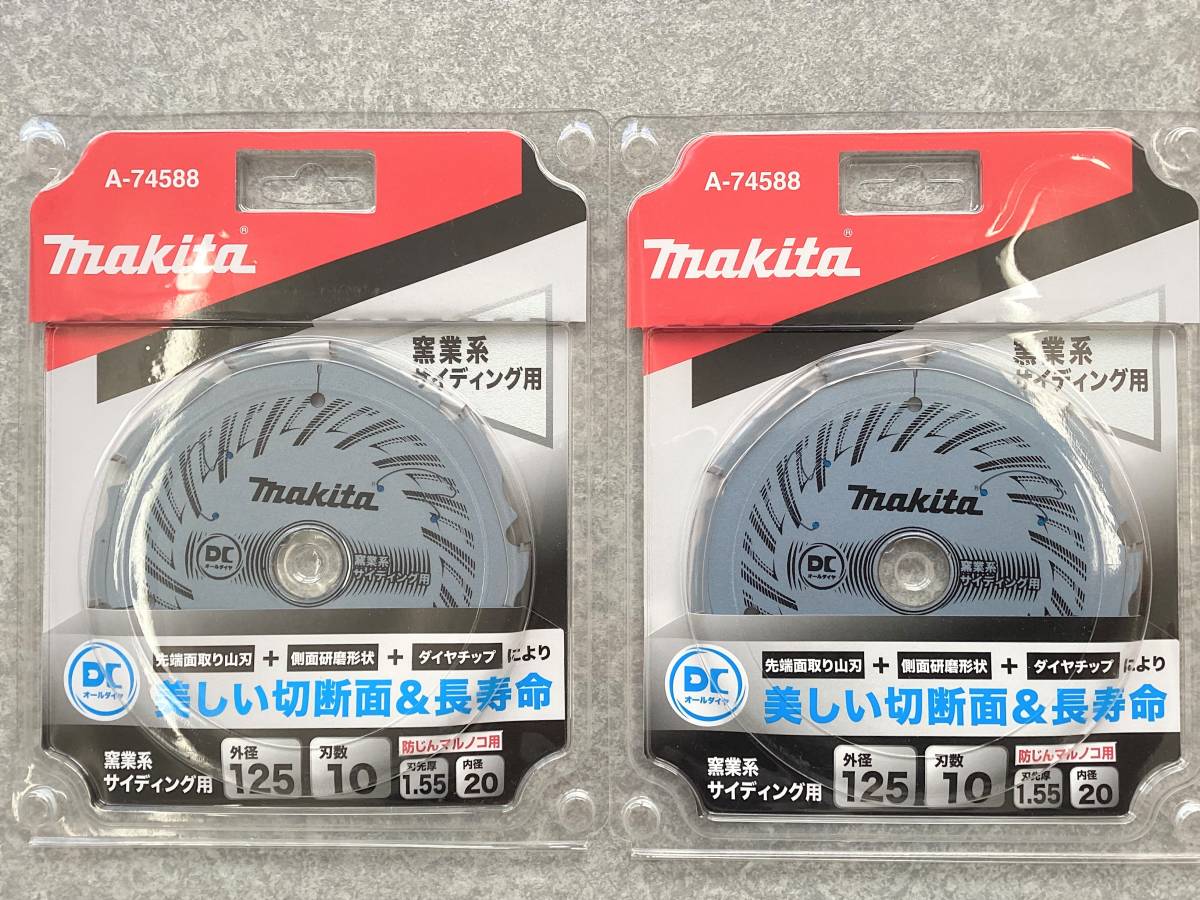 A-74588
makita®
窯業系
サイディング用
makita®
DC
オールダイヤ
窯業系
サイディング用
DC
オールダイヤ
先端面取り山刃 + 側面研磨形状 + ダイヤチップ により
美しい切断面&長寿命
窯業系
サイディング用
外径
125
刃数
10
防じんマルノコ用
刃先厚
1.55
内径
20
A-74588
makita®
窯業系
サイディング用
makita®
DC
オールダイヤ
窯業系
サイディング用
DC
オールダイヤ
先端面取り山刃 + 側面研磨形状 + ダイヤチップ により
美しい切断面&長寿命
窯業系
サイディング用
外径
125
刃数
10
防じんマルノコ用
刃先厚
1.55
内径
20